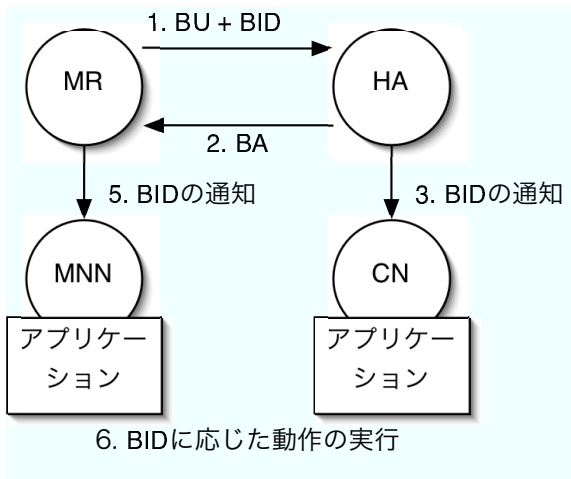 1. BU + BID
MR
HA
2. BA
5. BIDの通知
3. BIDの通知
MNN
CN
アプリケー
ション
アプリケー
ション
6. BIDに応じた動作の実行